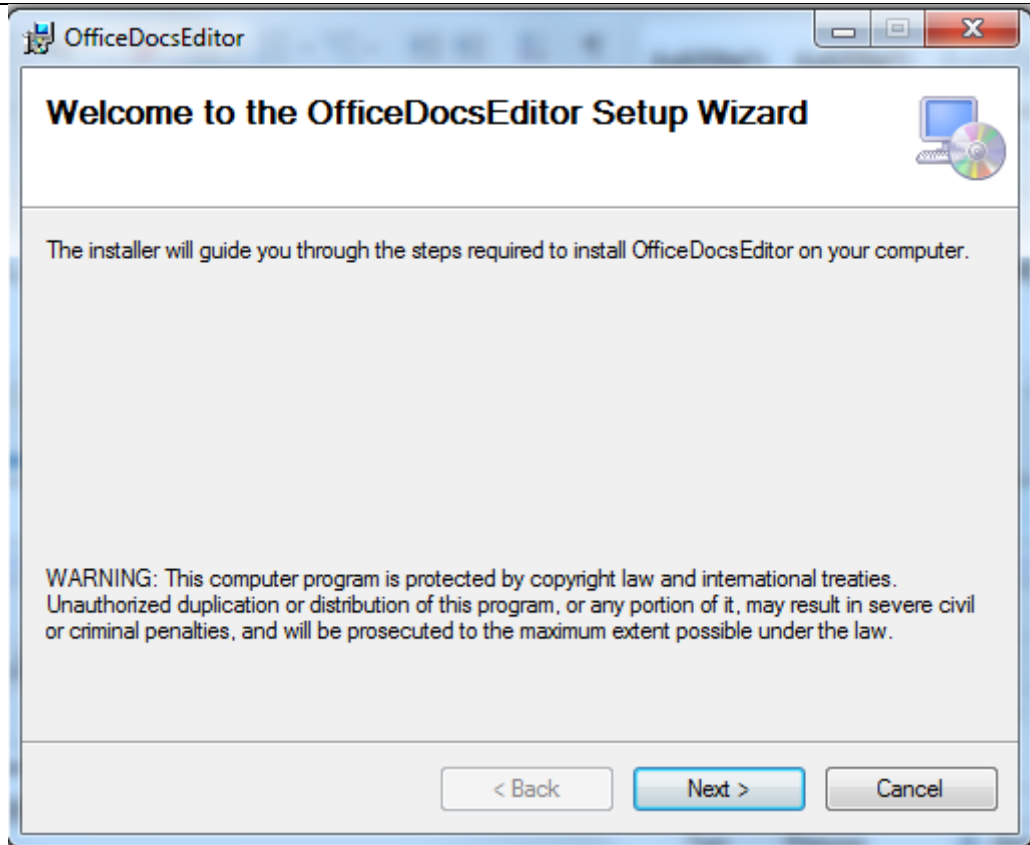 OfficeDocsEditor
Welcome to the OfficeDocsEditor Setup Wizard
The installer will guide you through the steps required to install OfficeDocsEditor on your computer.
WARNING: This computer program is protected by copyright law and international treaties.
Unauthorized duplication or distribution of this program, or any portion of it, may result in severe civil
or criminal penalties, and will be prosecuted to the maximum extent possible under the law.
< Back
Next >
Cancel